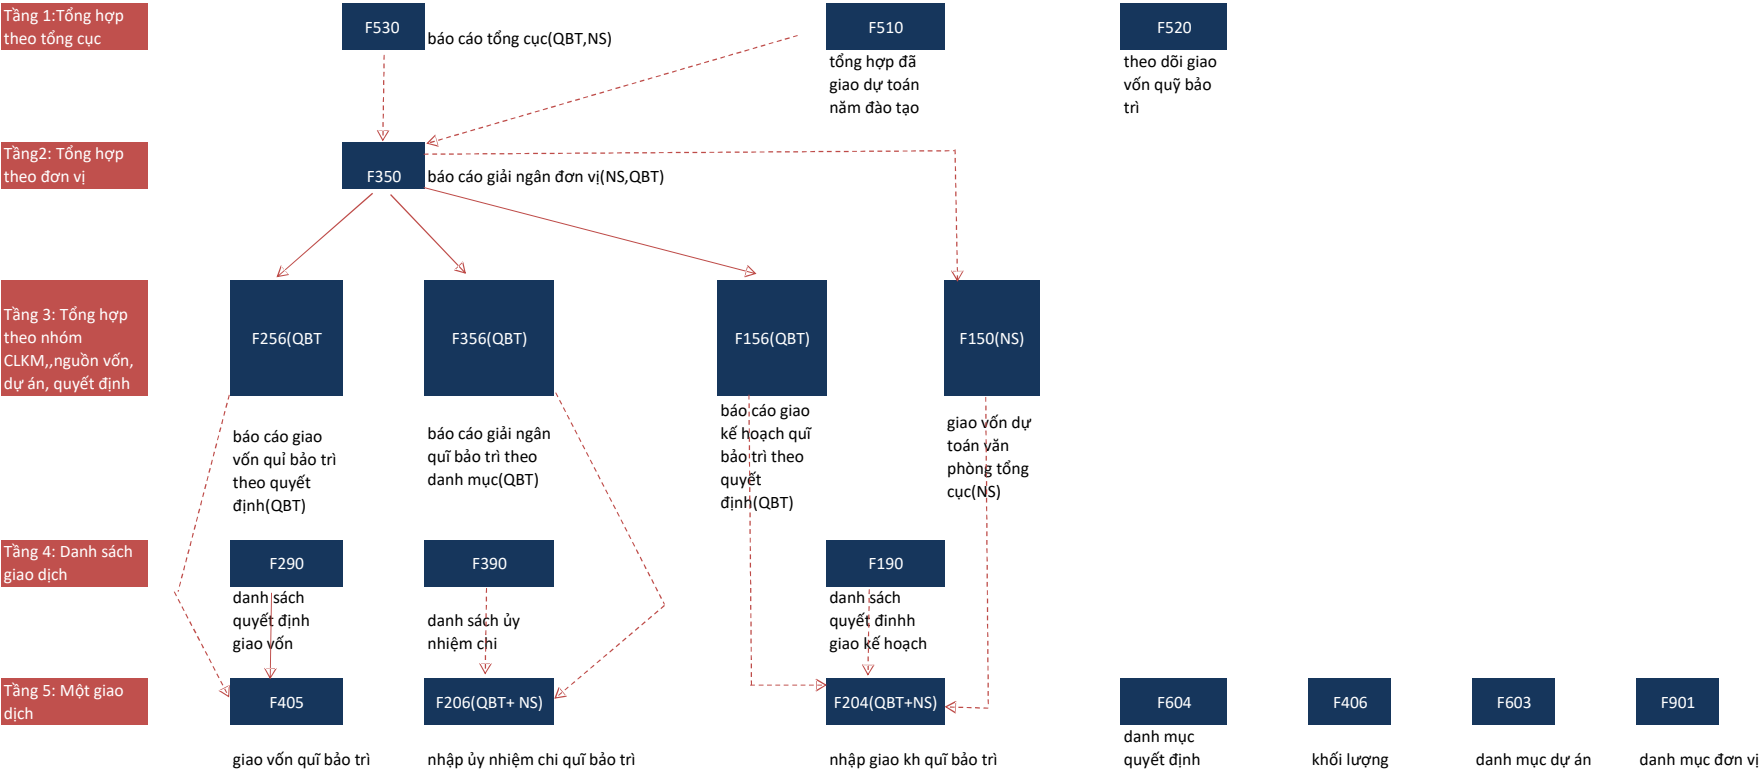 Tầng 1:Tổng hợp
theo tổng cục
F530
báo cáo tổng cục(QBT,NS)
F510
tổng hợp đã
giao dự toán
năm đào tạo
F520
theo dõi giao
vốn quỹ bảo
trì
Tầng2: Tổng hợp
theo đơn vị
F350
báo cáo giải ngân đơn vị(NS,QBT)
Tầng 3: Tổng hợp
theo nhóm
CLKM,,nguồn vốn,
dự án, quyết định
F256(QBT
báo cáo giao
vốn quỉ bảo trì
theo quyết
định(QBT)
F356(QBT)
báo cáo giải ngân
quĩ bảo trì theo
danh mục(QBT)
F156(QBT)
báo cáo giao
kế hoạch quĩ
bảo trì theo
quyết
định(QBT)
F150(NS)
giao vốn dự
toán văn
phòng tổng
cục(NS)
Tầng 4: Danh sách
giao dịch
F290
danh sách
quyết định
giao vốn
F390
danh sách ủy
nhiệm chi
F190
danh sách
quyết đinhh
giao kế hoạch
Tầng 5: Một giao
dịch
F405
giao vốn quĩ bảo trì
F206(QBT+ NS)
nhập ủy nhiệm chi quĩ bảo trì
F204(QBT+NS)
nhập giao kh quĩ bảo trì
F604
danh mục
quyết định
F406
khối lượng
F603
danh mục dự án
F901
danh mục đơn vị